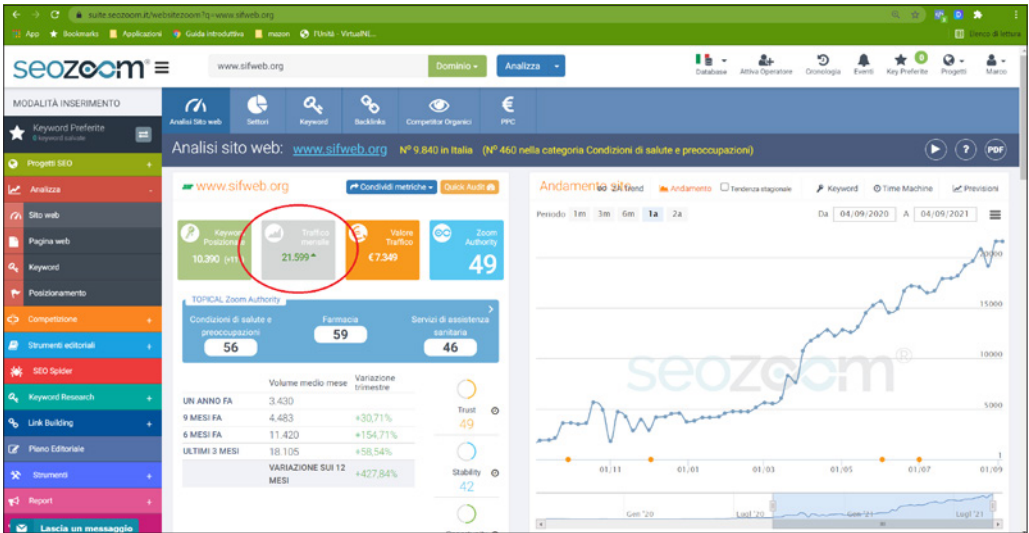 suite.seozoom.it/websitezoom?q=www.sifweb.org
App Bookmarks Applicazioni Guida introduttiva mazon l'Unità - VirtualNE... Elenco di lettura
seozoom® www.sifweb.org Dominio Analizza Database Attiva Operatore Cronologia Eventi Key Preferite 0 Progetti Marco
MODALITÀ INSERIMENTO
Analisi Sito web Settori Keyword Backlinks Competitor Organici PPC
Keyword Preferite
0 keyword salvate
Analisi sito web: www.sifweb.org N° 9.840 in Italia (N° 460 nella categoria Condizioni di salute e preoccupazioni) PDF
Progetti SEO +
Analizza -
Sito web
Pagina web
Keyword
Posizionamento
Competizione +
Strumenti editoriali +
SEO Spider
Keyword Research +
Link Building +
Piano Editoriale
Strumenti +
Report +
Lascia un messaggio
www.sifweb.org Condividi metriche Quick Audit
Keyword Posizionate
10.390
Traffico mensile
21.599
Valore Traffico
€7.349
Zoom Authority
49
TOPICAL Zoom Authority
Condizioni di salute e preoccupazioni
56
Farmacia
59
Servizi di assistenza sanitaria
46
Volume medio mese Variazione trimestre
UN ANNO FA 3.430
9 MESI FA 4.483 +30,71%
6 MESI FA 11.420 +154,71%
ULTIMI 3 MESI 18.105 +58,54%
VARIAZIONE SUI 12 MESI +427,84%
Trust
49
Stability
42
Andamento sito ZA Trend Andamento Tendenza stagionale Keyword Time Machine Previsioni
Periodo 1m 3m 6m 1a 2a Da 04/09/2020 A 04/09/2021
20000
15000
10000
5000
1
seozoom®
01/11 01/01 01/03 01/05 01/07 01/09
Gen '20 Lugl '20 Gen '21 Lugl '21